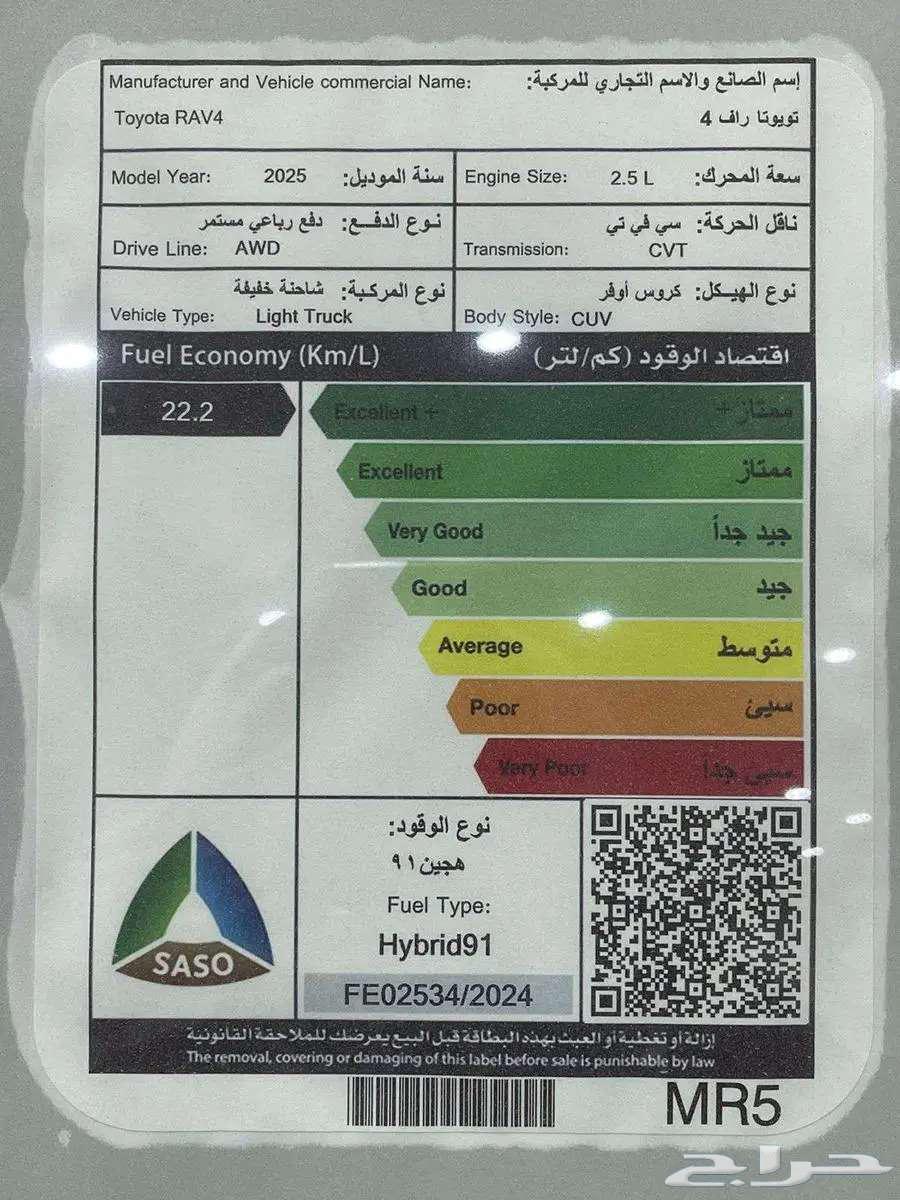 Manufacturer and Vehicle commercial Name: إسم الصانع والاسم التجاري للمركبة:
Toyota RAV4 تويوتا راف 4
Model Year: 2025 سنة الموديل:
Engine Size: 2.5 L سعة المحرك:
نوع الدفـــع: دفع رباعي مستمر
Drive Line: AWD
ناقل الحركة: سي في تي
Transmission: CVT
نوع المركـبة: شاحنة خفيفة
Vehicle Type: Light Truck
نوع الهيـكل: كروس أوفر
Body Style: CUV
Fuel Economy (Km/L) اقتصاد الوقود (كم/لتر)
22.2
Excellent + ممتاز +
Excellent ممتاز
Very Good جيد جداً
Good جيد
Average متوسط
Poor سيئ
Very Poor سيئ جداً
SASO
نوع الوقود:
هجين٩١
Fuel Type:
Hybrid91
FE02534/2024
إزالة أو تغطية أو العبث بهذه البطاقة قبل البيع يعرضك للملاحقة القانونية
The removal, covering or damaging of this label before sale is punishable by law
MR5
حراج